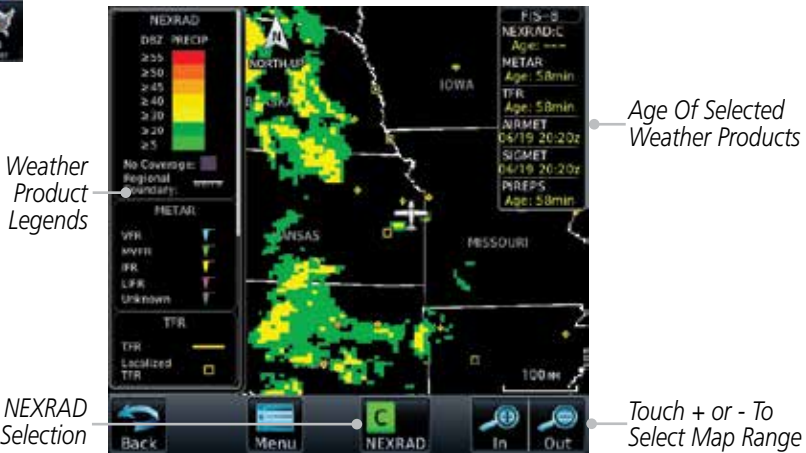 NEXRAD
DBZ PRECIP
≥55
≥50
≥45
≥40
≥30
≥20
≥5
No Coverage:
Regional
Boundary:
METAR
VFR
MVFR
IFR
LIFR
Unknown
TFR
TFR
Localized
TFR
NORTH UP
N
IOWA
KANSAS
MISSOURI
100NM
FIS-B
NEXRAD:C
Age: ---
METAR
Age: 58min
TFR
Age: 58min
AIRMET
06/19 20:20z
SIGMET
06/19 20:20z
PIREPS
Age: 58min
Back
Menu
C
NEXRAD
In
Out
Weather
Product
Legends
NEXRAD
Selection
Age Of Selected
Weather Products
Touch + or - To
Select Map Range